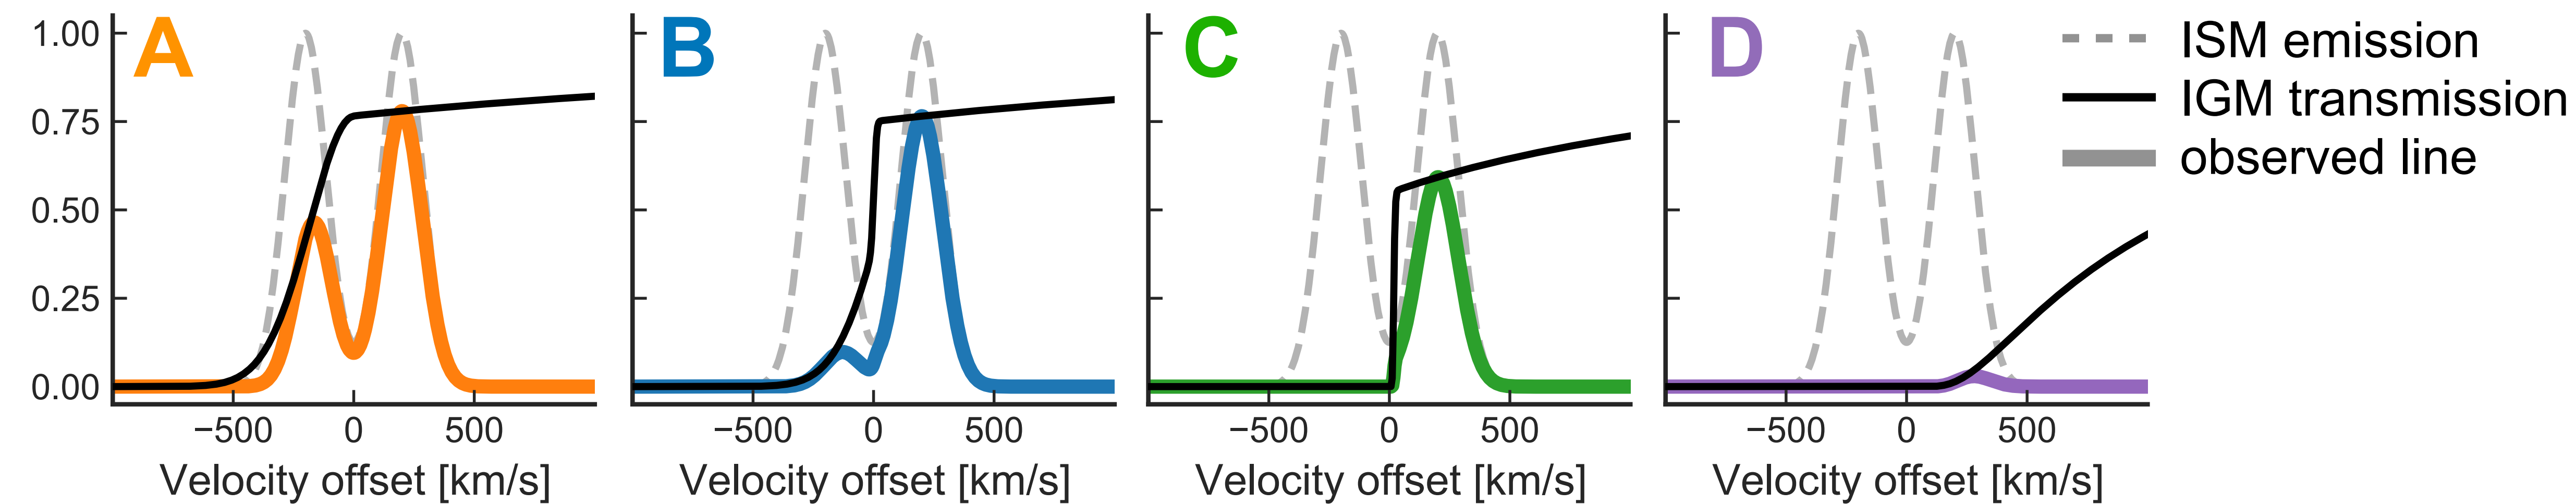 A
B
C
D
ISM emission
IGM transmission
observed line
1.00
0.75
0.50
0.25
0.00
−500 0 500
−500 0 500
−500 0 500
−500 0 500
Velocity offset [km/s]
Velocity offset [km/s]
Velocity offset [km/s]
Velocity offset [km/s]